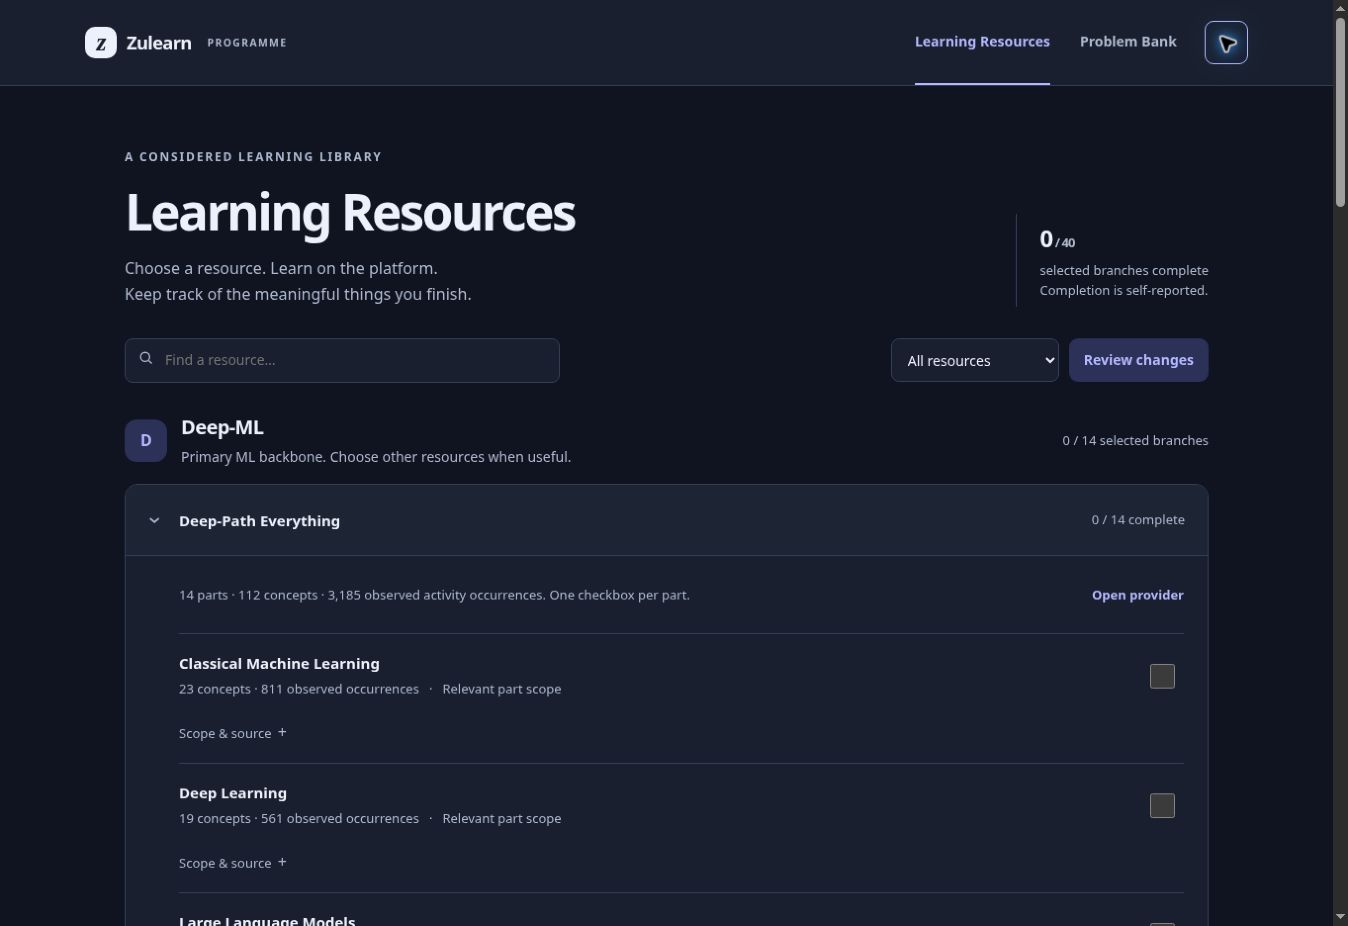 Z Zulearn PROGRAMME Learning Resources Problem Bank
A CONSIDERED LEARNING LIBRARY
Learning Resources
Choose a resource. Learn on the platform.
Keep track of the meaningful things you finish.
0 / 40
selected branches complete
Completion is self-reported.
Find a resource... All resources Review changes
D Deep-ML
Primary ML backbone. Choose other resources when useful.
0 / 14 selected branches
Deep-Path Everything 0 / 14 complete
14 parts · 112 concepts · 3,185 observed activity occurrences. One checkbox per part. Open provider
Classical Machine Learning
23 concepts · 811 observed occurrences · Relevant part scope
Scope & source +
Deep Learning
19 concepts · 561 observed occurrences · Relevant part scope
Scope & source +
Large Language Models